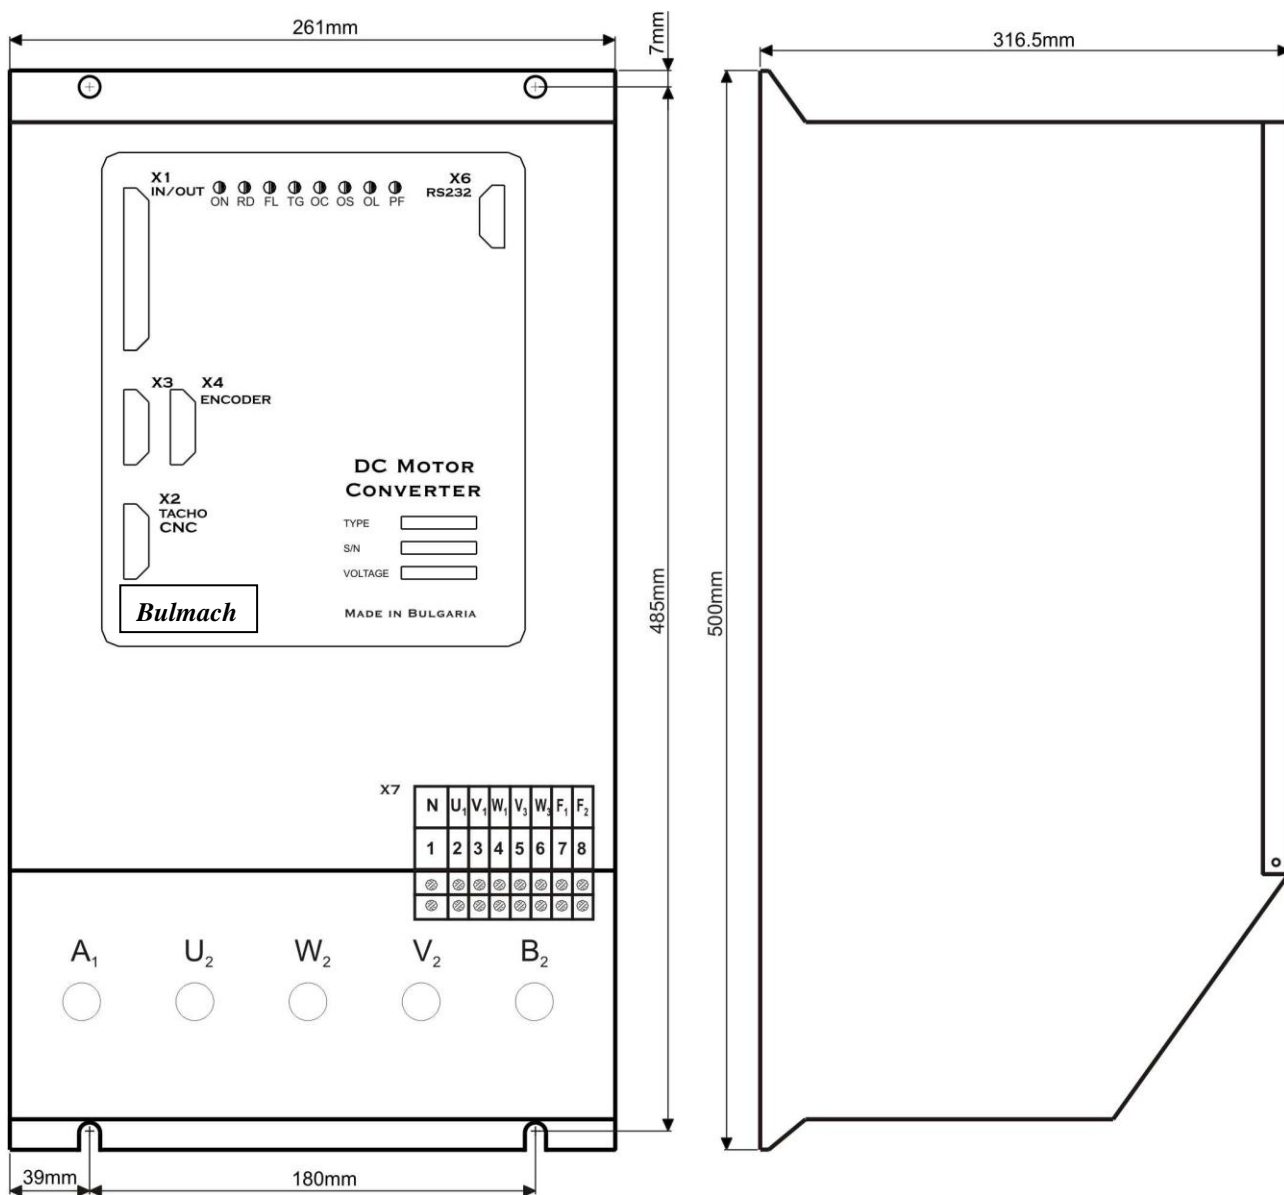 261mm
7mm
316.5mm
X1
IN/OUT
ON RD FL TG OC OS OL PF
X6
RS232
X3 X4
ENCODER
DC MOTOR
CONVERTER
X2
TACHO
CNC
TYPE
S/N
VOLTAGE
Bulmach
MADE IN BULGARIA
485mm
500mm
X7
N U₁ V₁ W₁ V₃ W₃ F₁ F₂
1 2 3 4 5 6 7 8
A₁ U₂ W₂ V₂ B₂
39mm
180mm